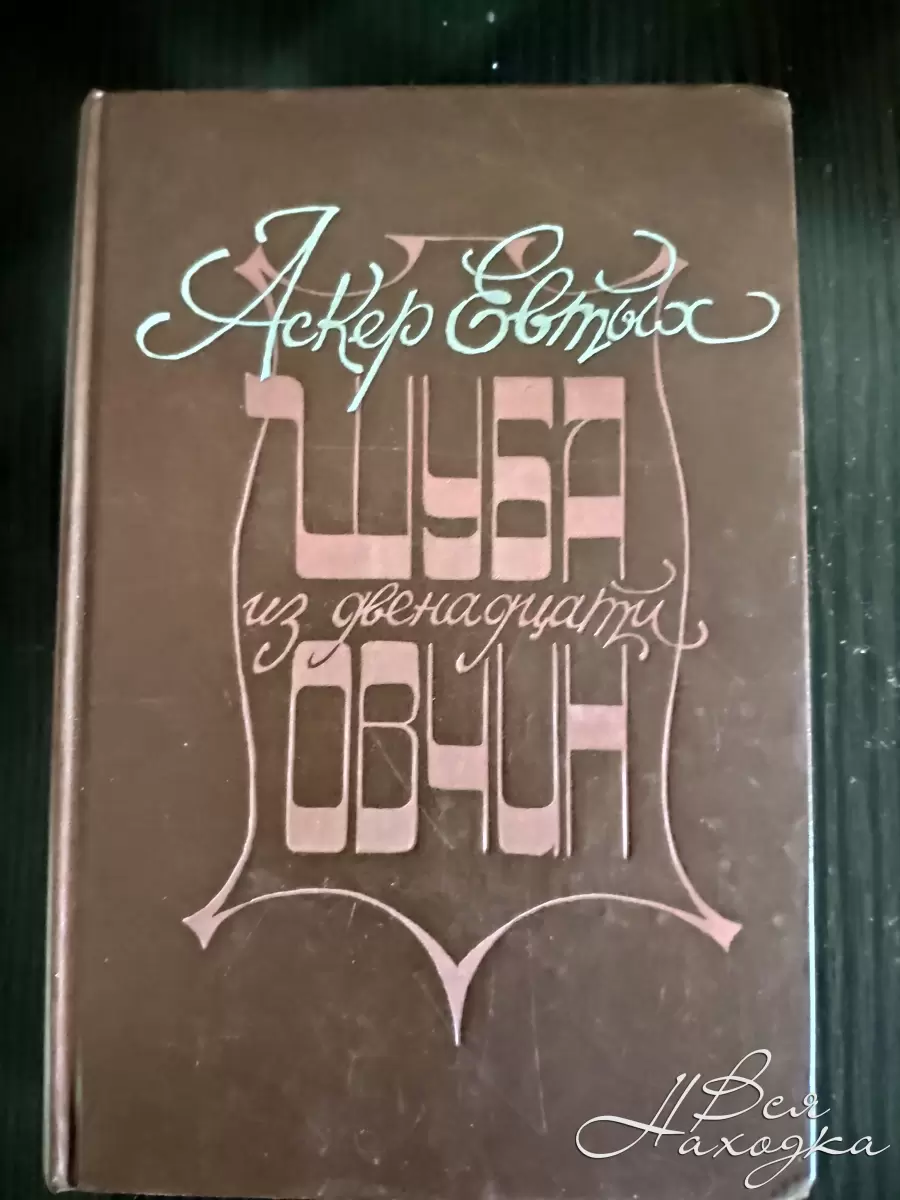 Аскер Евтых
ШУБА
из двенадцати
ОВЧИН
Вся
Находка